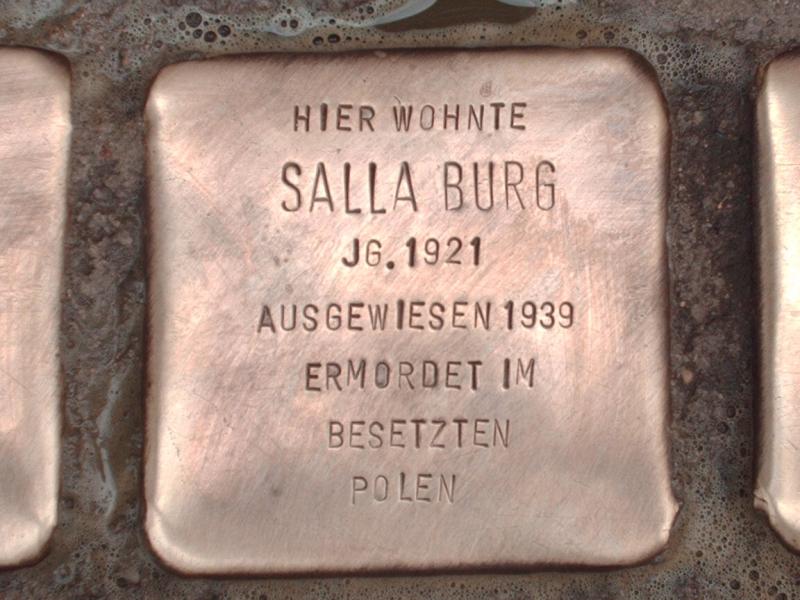 HIER WOHNTE
SALLA BURG
JG. 1921
AUSGEWIESEN 1939
ERMORDET IM
BESETZTEN
POLEN